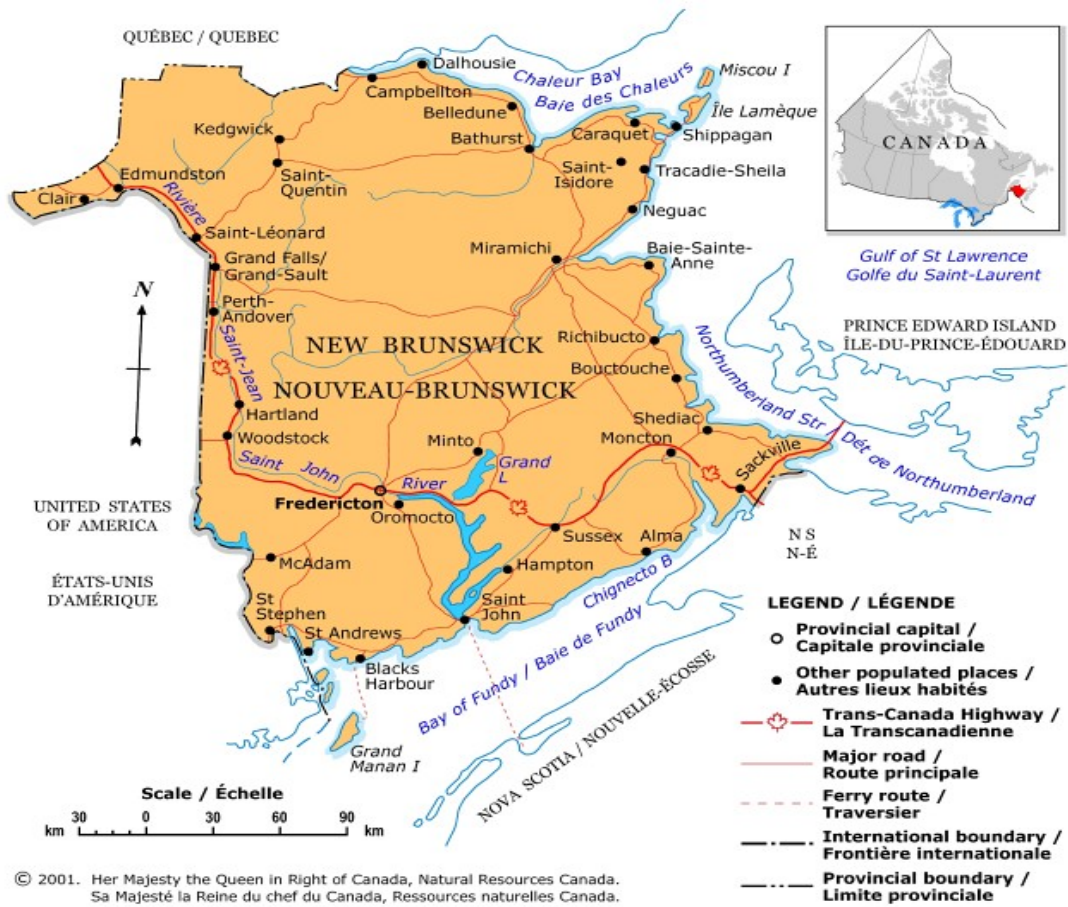 QUÉBEC / QUEBEC
Dalhousie
Chaleur Bay
Baie des Chaleurs
Miscou I
Campbellton
Belledune
Île Lamèque
Kedgwick
Bathurst
Caraquet
Shippagan
CANADA
Saint-
Quentin
Saint-
Isidore
Tracadie-Sheila
Edmundston
Clair
Rivière
Neguac
Saint-Léonard
Miramichi
Baie-Sainte-
Anne
Gulf of St Lawrence
Golfe du Saint-Laurent
Grand Falls/
Grand-Sault
N
Perth-
Andover
Saint-Jean
PRINCE EDWARD ISLAND
ÎLE-DU-PRINCE-ÉDOUARD
NEW BRUNSWICK
NOUVEAU-BRUNSWICK
Richibucto
Bouctouche
Northumberland Str / Dét de Northumberland
Hartland
Woodstock
Shediac
Moncton
Minto
Grand
L
Sackville
Saint John
River
Fredericton
Oromocto
UNITED STATES
OF AMERICA
Sussex
Alma
N S
N-É
McAdam
Hampton
ÉTATS-UNIS
D'AMÉRIQUE
Chignecto B
St
Stephen
Saint
John
St Andrews
Blacks
Harbour
Bay of Fundy / Baie de Fundy
Grand
Manan I
NOVA SCOTIA / NOUVELLE-ÉCOSSE
LEGEND / LÉGENDE
Provincial capital /
Capitale provinciale
Other populated places /
Autres lieux habités
Trans-Canada Highway /
La Transcanadienne
Major road /
Route principale
Ferry route /
Traversier
International boundary /
Frontière internationale
Provincial boundary /
Limite provinciale
Scale / Échelle
km 30 0 30 60 90 km
© 2001. Her Majesty the Queen in Right of Canada, Natural Resources Canada.
Sa Majesté la Reine du chef du Canada, Ressources naturelles Canada.